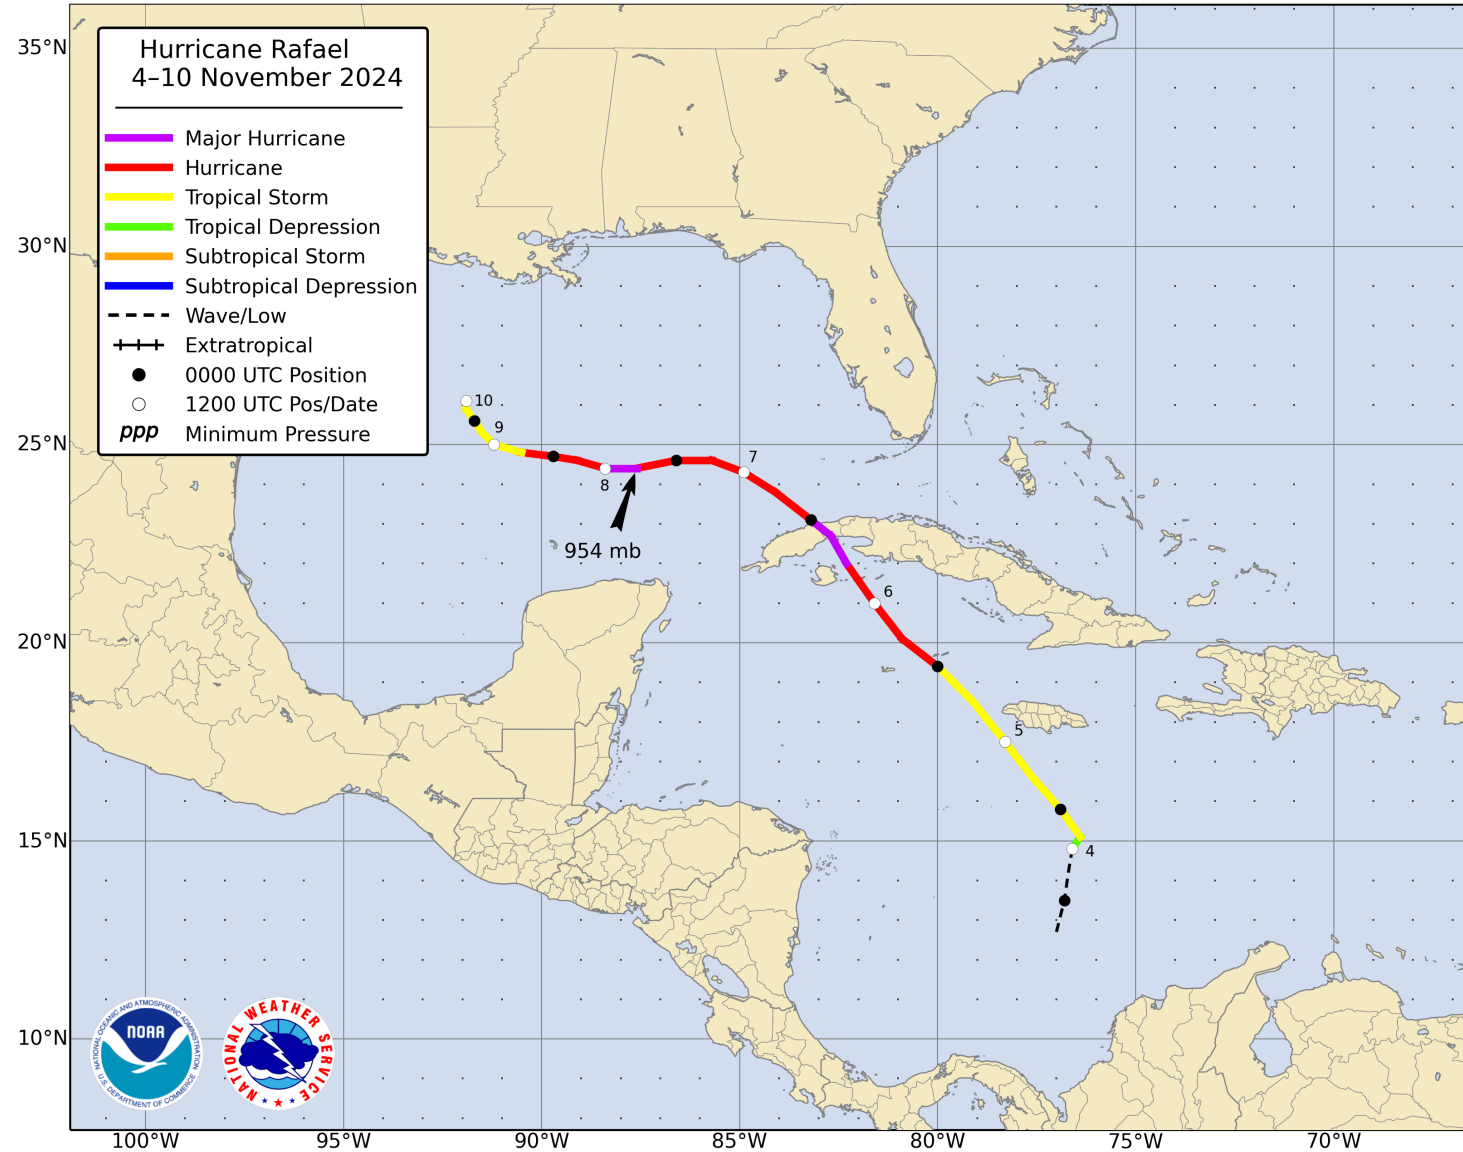 Hurricane Rafael
4–10 November 2024
Major Hurricane
Hurricane
Tropical Storm
Tropical Depression
Subtropical Storm
Subtropical Depression
Wave/Low
Extratropical
0000 UTC Position
1200 UTC Pos/Date
ppp Minimum Pressure
35°N
30°N
25°N
20°N
15°N
10°N
10
9
8
7
954 mb
6
5
4
NATIONAL OCEANIC AND ATMOSPHERIC ADMINISTRATION
NOAA
U.S. DEPARTMENT OF COMMERCE
NATIONAL WEATHER SERVICE
100°W 95°W 90°W 85°W 80°W 75°W 70°W